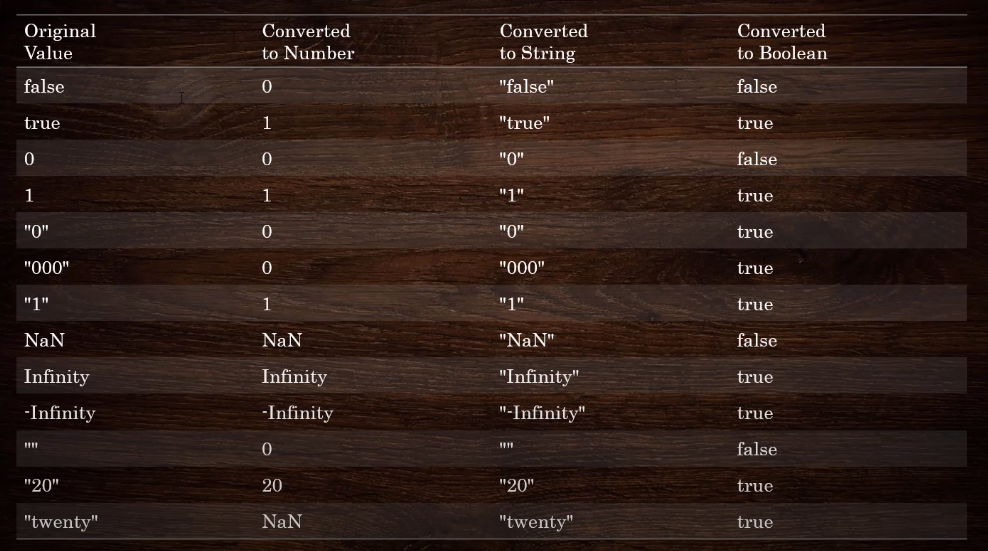 Original Value | Converted to Number | Converted to String | Converted to Boolean
false | 0 | "false" | false
true | 1 | "true" | true
0 | 0 | "0" | false
1 | 1 | "1" | true
"0" | 0 | "0" | true
"000" | 0 | "000" | true
"1" | 1 | "1" | true
NaN | NaN | "NaN" | false
Infinity | Infinity | "Infinity" | true
-Infinity | -Infinity | "-Infinity" | true
"" | 0 | "" | false
"20" | 20 | "20" | true
"twenty" | NaN | "twenty" | true